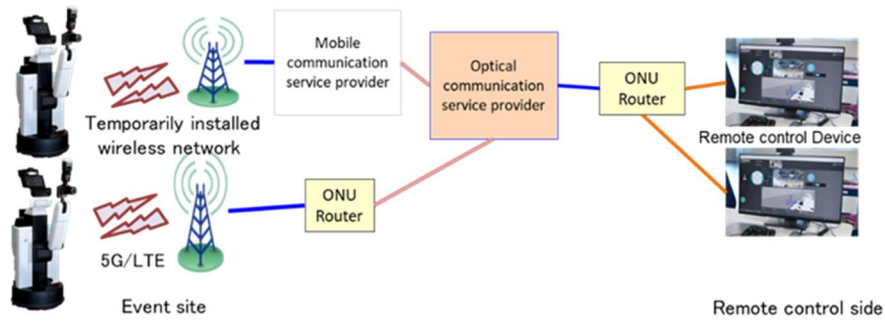 Mobile
communication
service provider
Optical
communication
service provider
ONU
Router
Temporarily installed
wireless network
Remote control Device
ONU
Router
5G/LTE
Event site
Remote control side